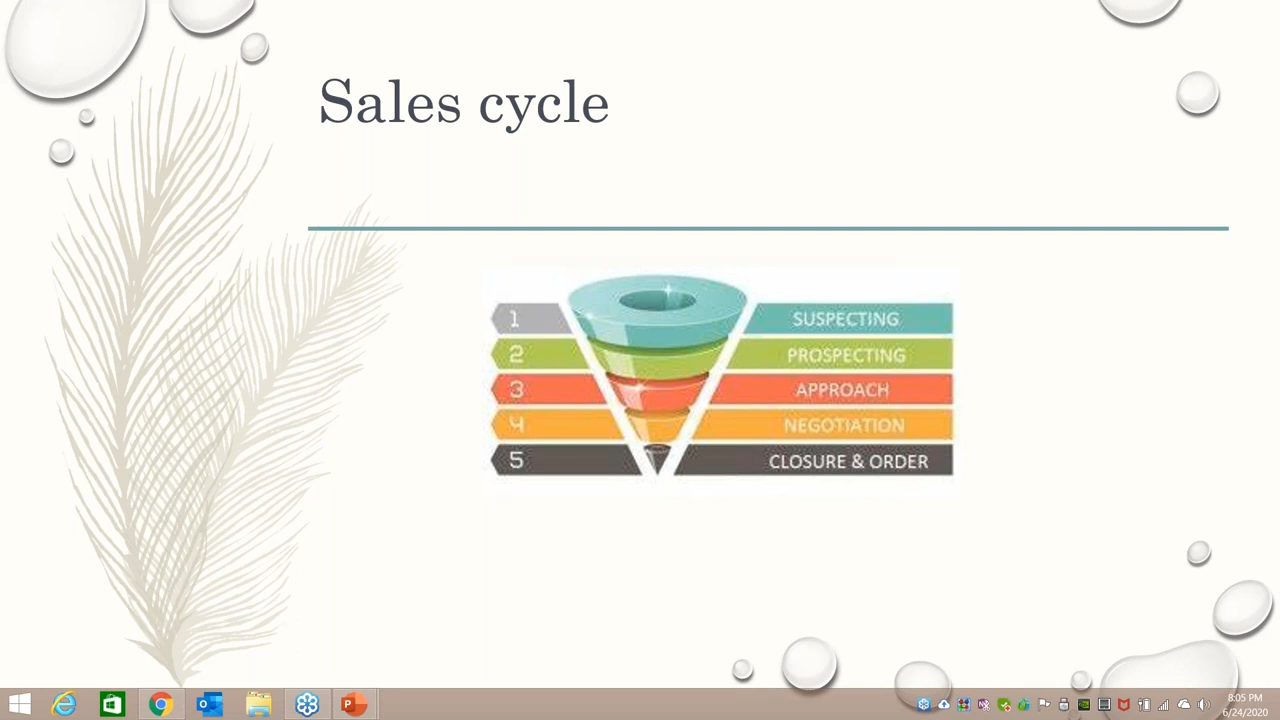 Sales cycle
1 SUSPECTING
2 PROSPECTING
3 APPROACH
4 NEGOTIATION
5 CLOSURE & ORDER
8:05 PM
6/24/2020